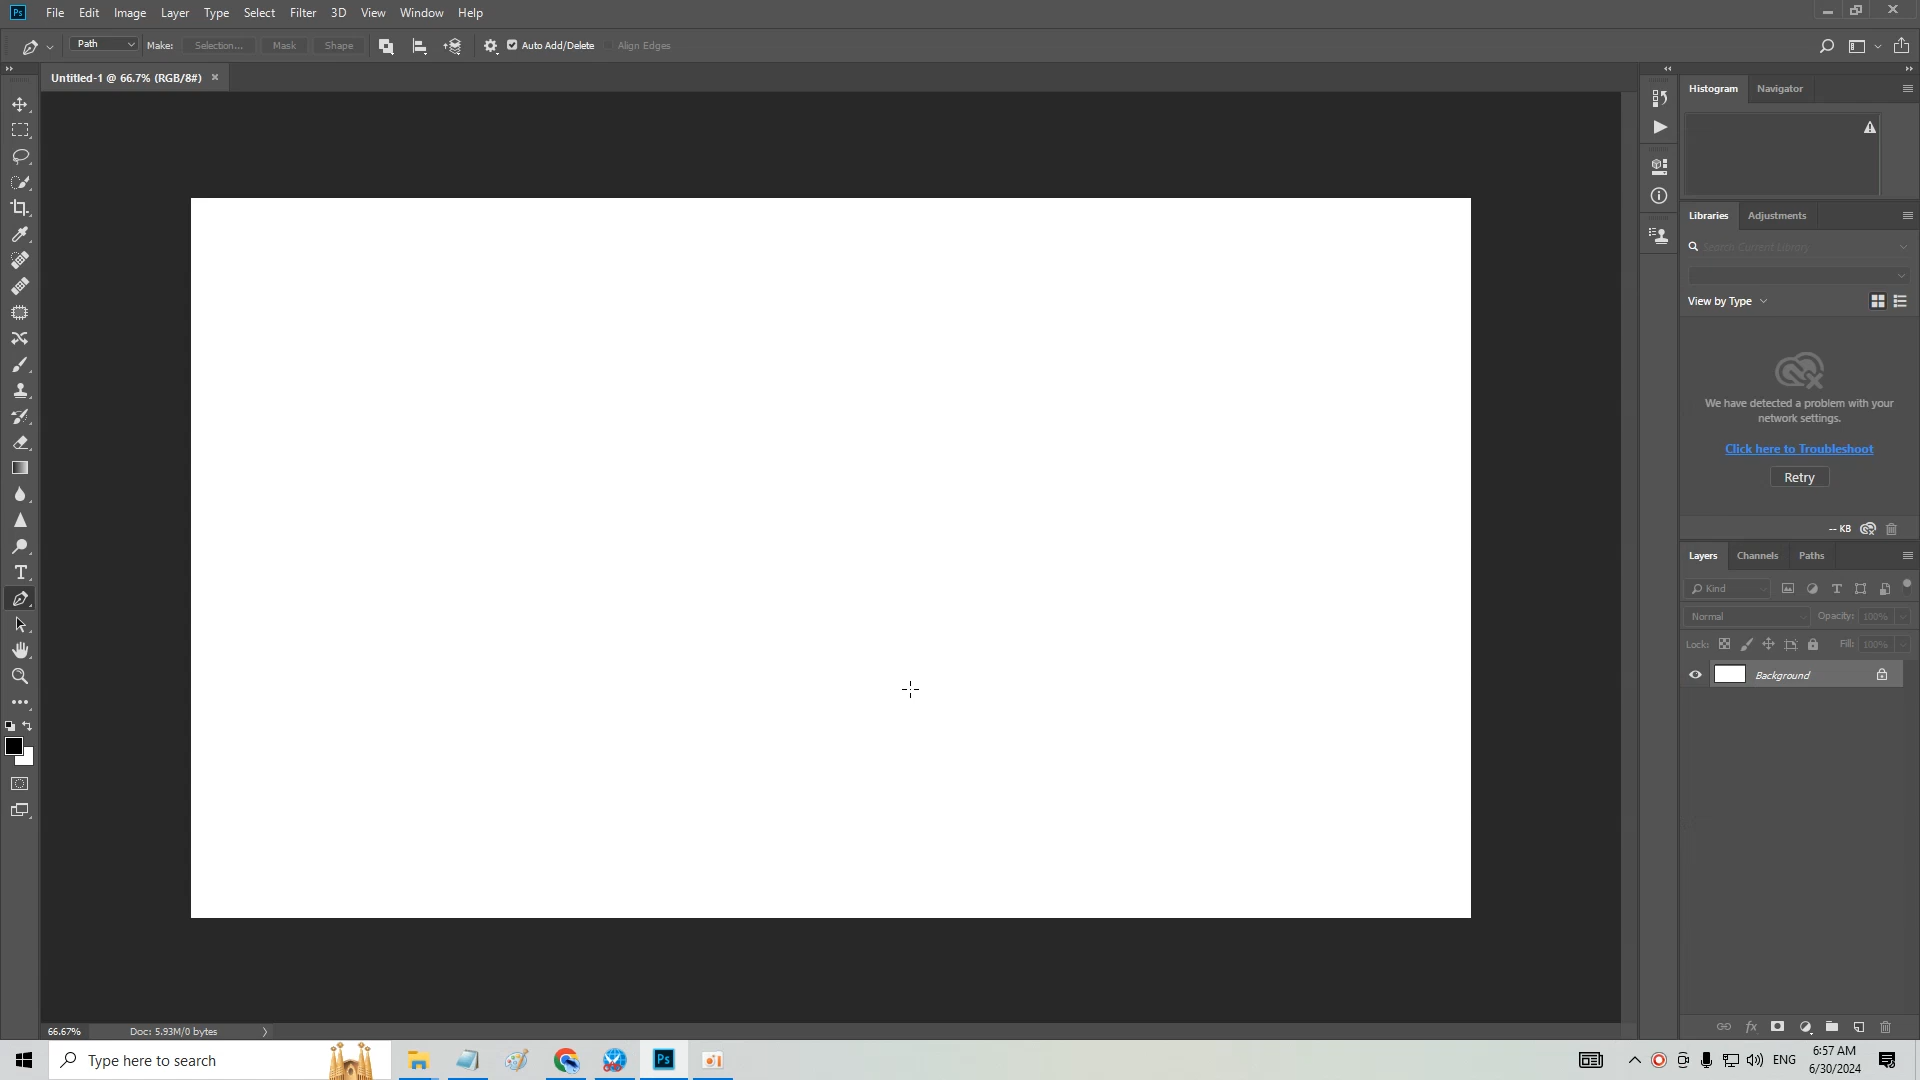 Ps File Edit Image Layer Type Select Filter 3D View Window Help
Path Make: Selection... Mask Shape Auto Add/Delete Align Edges
Untitled-1 @ 66.7% (RGB/8#) ×
Histogram Navigator
Libraries Adjustments
Search Current Library
View by Type
We have detected a problem with your
network settings.
Click here to Troubleshoot
Retry
-- KB
Layers Channels Paths
Kind
Normal Opacity: 100%
Lock: Fill: 100%
Background
66.67% Doc: 5.93M/0 bytes
Type here to search
Ps
ENG
6:57 AM
6/30/2024